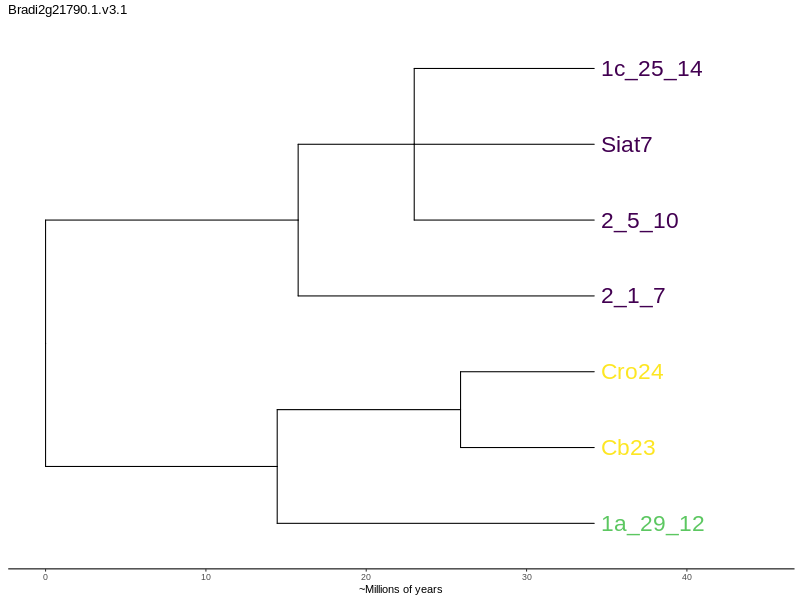 Bradi2g21790.1.v3.1
1c_25_14
Siat7
2_5_10
2_1_7
Cro24
Cb23
1a_29_12
0 10 20 30 40
~Millions of years